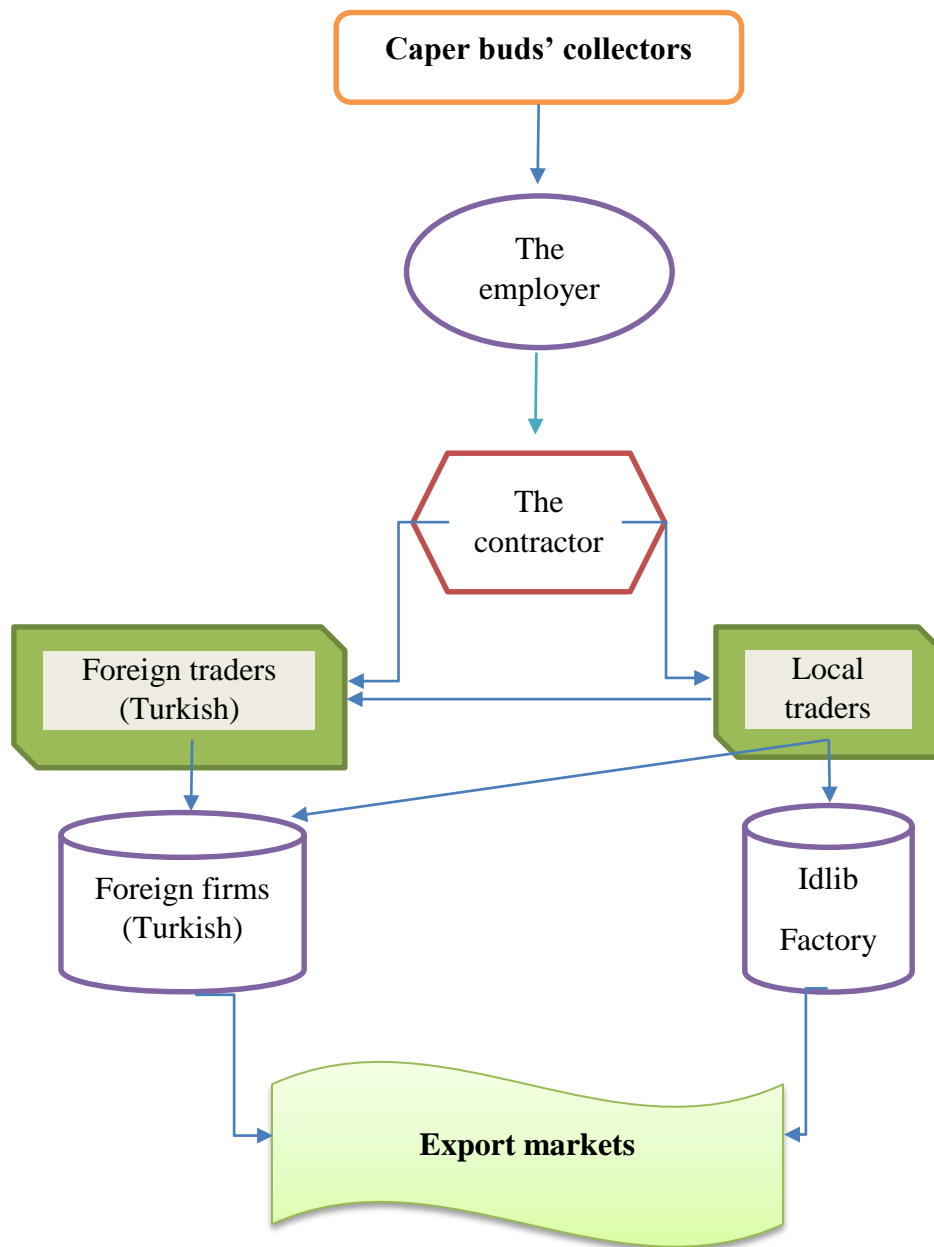 Caper buds’ collectors
The
employer
The
contractor
Foreign traders
(Turkish)
Local
traders
Foreign firms
(Turkish)
Idlib
Factory
Export markets